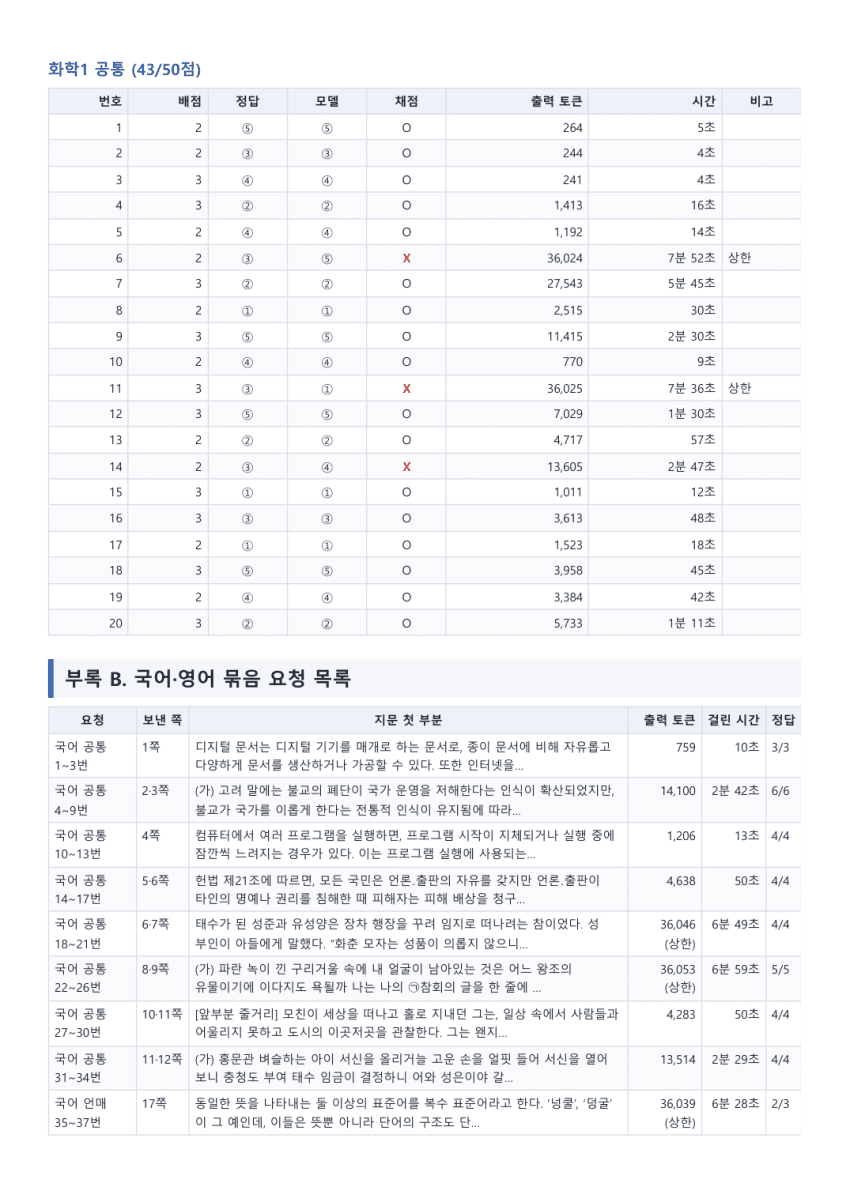 화학1 공통 (43/50점)
번호 배점 정답 모델 채점 출력 토큰 시간 비고
1 2 ⑤ ⑤ O 264 5초
2 2 ③ ③ O 244 4초
3 3 ④ ④ O 241 4초
4 3 ② ② O 1,413 16초
5 2 ④ ④ O 1,192 14초
6 2 ③ ⑤ X 36,024 7분 52초 상한
7 3 ② ② O 27,543 5분 45초
8 2 ① ① O 2,515 30초
9 3 ⑤ ⑤ O 11,415 2분 30초
10 2 ④ ④ O 770 9초
11 3 ③ ① X 36,025 7분 36초 상한
12 3 ⑤ ⑤ O 7,029 1분 30초
13 2 ② ② O 4,717 57초
14 2 ③ ④ X 13,605 2분 47초
15 3 ① ① O 1,011 12초
16 3 ③ ③ O 3,613 48초
17 2 ① ① O 1,523 18초
18 3 ⑤ ⑤ O 3,958 45초
19 2 ④ ④ O 3,384 42초
20 3 ② ② O 5,733 1분 11초
부록 B. 국어·영어 묶음 요청 목록
요청 보낸 쪽 지문 첫 부분 출력 토큰 걸린 시간 정답
국어 공통 1쪽 디지털 문서는 디지털 기기를 매개로 하는 문서로, 종이 문서에 비해 자유롭고 759 10초 3/3
1~3번 다양하게 문서를 생산하거나 가공할 수 있다. 또한 인터넷을...
국어 공통 2·3쪽 (가) 고려 말에는 불교의 폐단이 국가 운영을 저해한다는 인식이 확산되었지만, 14,100 2분 42초 6/6
4~9번 불교가 국가를 이롭게 한다는 전통적 인식이 유지됨에 따라...
국어 공통 4쪽 컴퓨터에서 여러 프로그램을 실행하면, 프로그램 시작이 지체되거나 실행 중에 1,206 13초 4/4
10~13번 잠깐씩 느려지는 경우가 있다. 이는 프로그램 실행에 사용되는...
국어 공통 5·6쪽 헌법 제21조에 따르면, 모든 국민은 언론.출판의 자유를 갖지만 언론.출판이 4,638 50초 4/4
14~17번 타인의 명예나 권리를 침해한 때 피해자는 피해 배상을 청구...
국어 공통 6·7쪽 태수가 된 성준과 유성양은 장차 행장을 꾸려 임지로 떠나려는 참이었다. 성 36,046 6분 49초 4/4
18~21번 부인이 아들에게 말했다. “화춘 모자는 성품이 의롭지 않으니... (상한)
국어 공통 8·9쪽 (가) 파란 녹이 낀 구리거울 속에 내 얼굴이 남아있는 것은 어느 왕조의 36,053 6분 59초 5/5
22~26번 유물이기에 이다지도 욕될까 나는 나의 ㉠참회의 글을 한 줄에 ... (상한)
국어 공통 10·11쪽 [앞부분 줄거리] 모친이 세상을 떠나고 홀로 지내던 그는, 일상 속에서 사람들과 4,283 50초 4/4
27~30번 어울리지 못하고 도시의 이곳저곳을 관찰한다. 그는 왠지...
국어 공통 11·12쪽 (가) 홍문관 벼슬하는 아이 서신을 올리거늘 고운 손을 얼핏 들어 서신을 열어 13,514 2분 29초 4/4
31~34번 보니 충청도 부여 태수 임금이 결정하니 어와 성은이야 갈...
국어 언매 17쪽 동일한 뜻을 나타내는 둘 이상의 표준어를 복수 표준어라고 한다. ‘넝쿨’, ‘덩굴’ 36,039 6분 28초 2/3
35~37번 이 그 예인데, 이들은 뜻뿐 아니라 단어의 구조도 단... (상한)